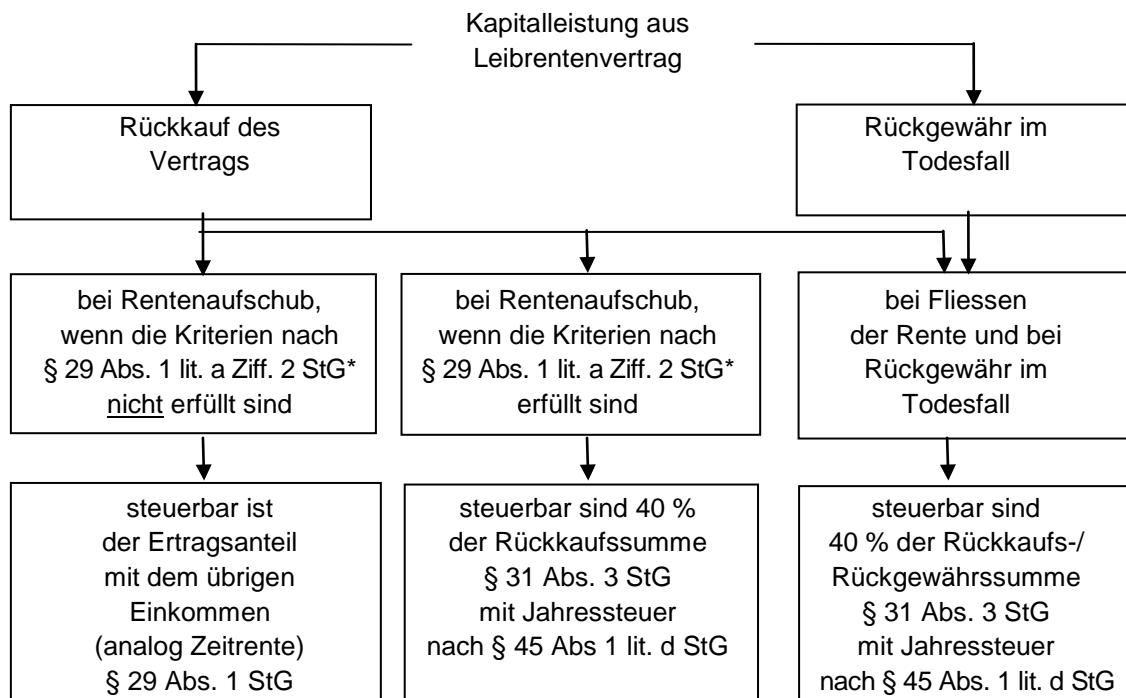 Kapitalleistung aus
Leibrentenvertrag
Rückkauf des
Vertrags
Rückgewähr im
Todesfall
bei Rentenaufschub,
wenn die Kriterien nach
§ 29 Abs. 1 lit. a Ziff. 2 StG*
nicht erfüllt sind
bei Rentenaufschub,
wenn die Kriterien nach
§ 29 Abs. 1 lit. a Ziff. 2 StG*
erfüllt sind
bei Fliessen
der Rente und bei
Rückgewähr im
Todesfall
steuerbar ist
der Ertragsanteil
mit dem übrigen
Einkommen
(analog Zeitrente)
§ 29 Abs. 1 StG
steuerbar sind 40 %
der Rückkaufssumme
§ 31 Abs. 3 StG
mit Jahressteuer
nach § 45 Abs 1 lit. d StG
steuerbar sind
40 % der Rückkaufs-/
Rückgewährssumme
§ 31 Abs. 3 StG
mit Jahressteuer
nach § 45 Abs. 1 lit. d StG